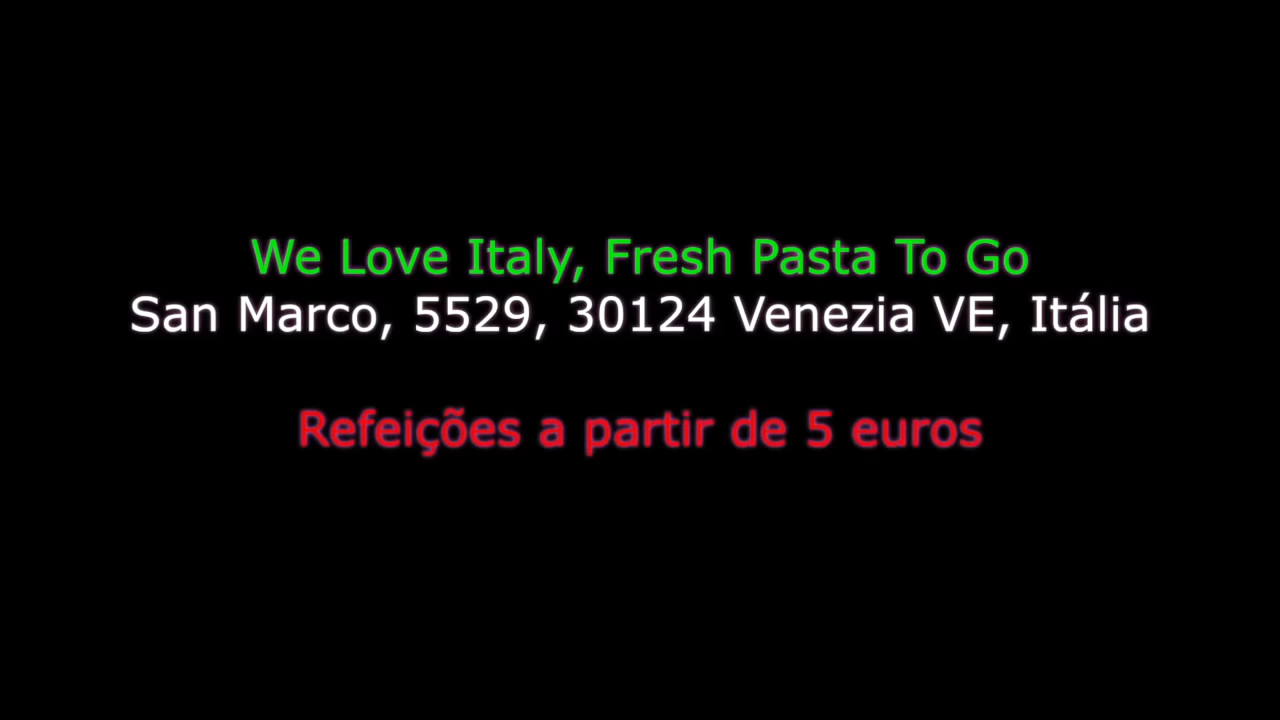 We Love Italy, Fresh Pasta To Go
San Marco, 5529, 30124 Venezia VE, Itália
Refeições a partir de 5 euros